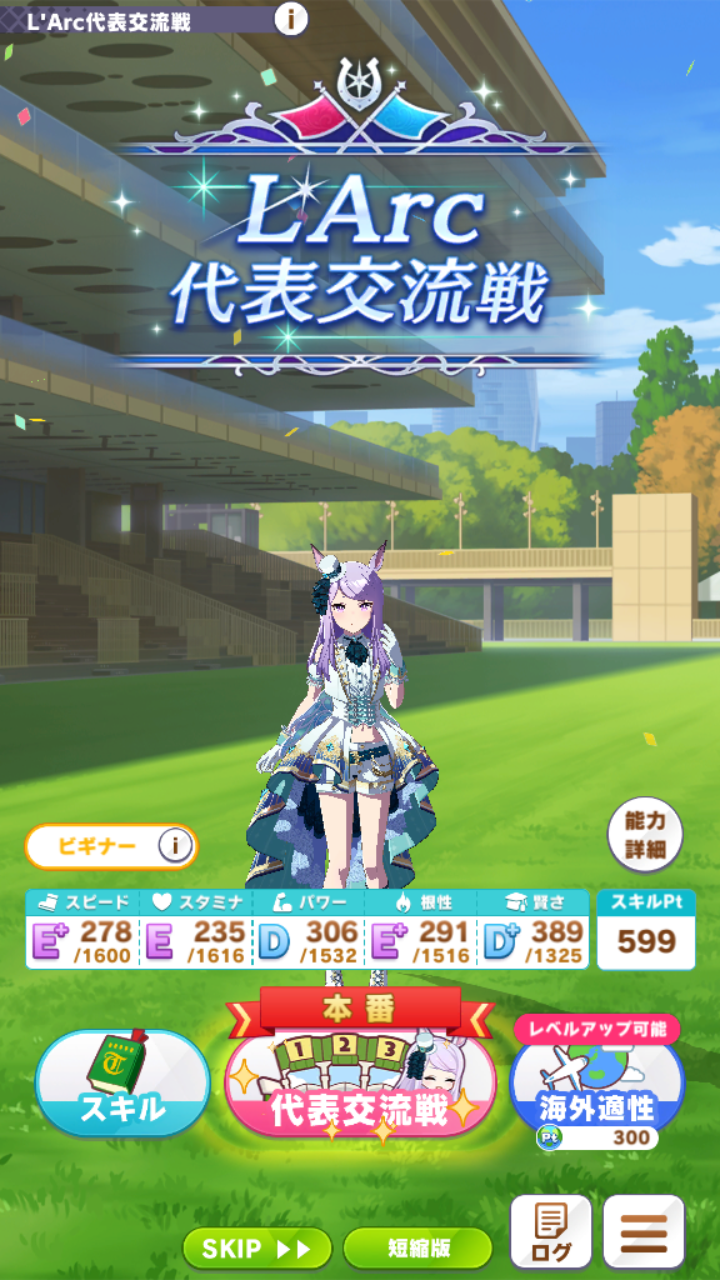 L'Arc代表交流戦
i
L'Arc
代表交流戦
能力
詳細
ビギナー
i
スピード
スタミナ
パワー
根性
賢さ
スキルPt
E+ 278
/1600
E 235
/1616
D 306
/1532
E+ 291
/1516
D+ 389
/1325
599
本番
レベルアップ可能
1 2 3
T
スキル
代表交流戦
海外適性
Pt 300
SKIP
短縮版
ログ